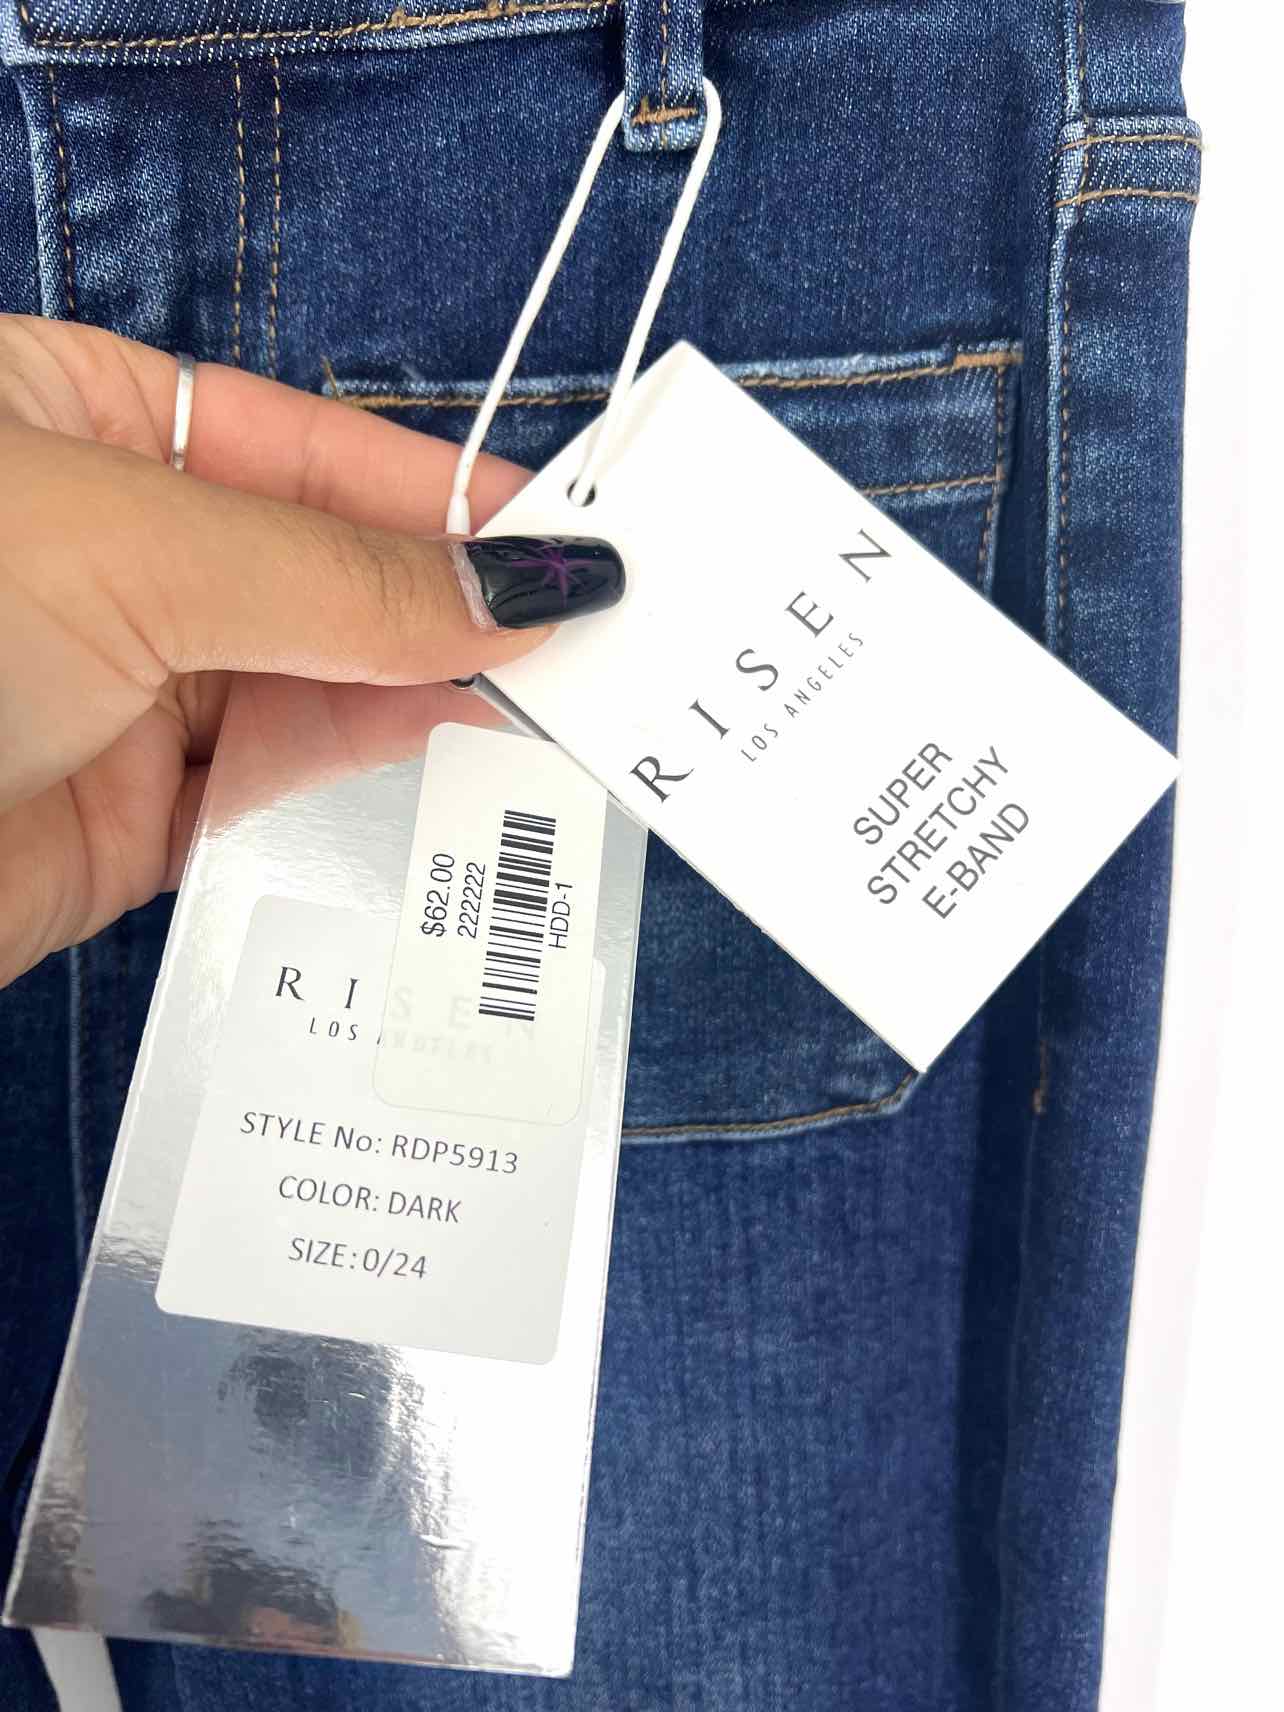 RISEN
LOS ANGELES
SUPER
STRETCHY
E-BAND
$62.00
222222
HDD-1
RISEN
LOS ANGELES
STYLE No: RDP5913
COLOR: DARK
SIZE: 0/24